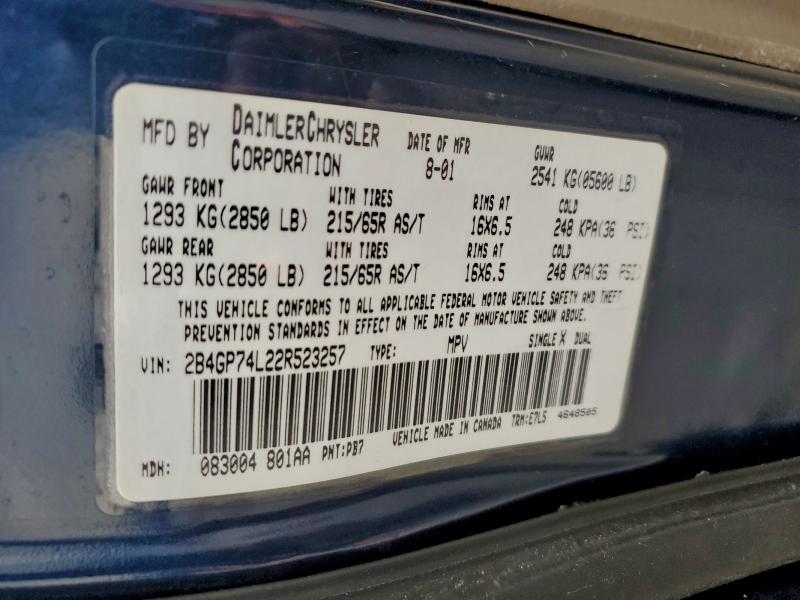 MFD BY DAIMLERCHRYSLER CORPORATION DATE OF MFR 8-01 GVWR 2541 KG(05600 LB)
GAWR FRONT WITH TIRES RIMS AT COLD
1293 KG(2850 LB) 215/65R AS/T 16X6.5 248 KPA(36 PSI)
GAWR REAR WITH TIRES RIMS AT COLD
1293 KG(2850 LB) 215/65R AS/T 16X6.5 248 KPA(36 PSI)
THIS VEHICLE CONFORMS TO ALL APPLICABLE FEDERAL MOTOR VEHICLE SAFETY AND THEFT
PREVENTION STANDARDS IN EFFECT ON THE DATE OF MANUFACTURE SHOWN ABOVE.
VIN: 2B4GP74L22R523257 TYPE: MPV SINGLE X DUAL
MDH: 083004 801AA PNT:PB7 VEHICLE MADE IN CANADA TRM:E7L5 4648505